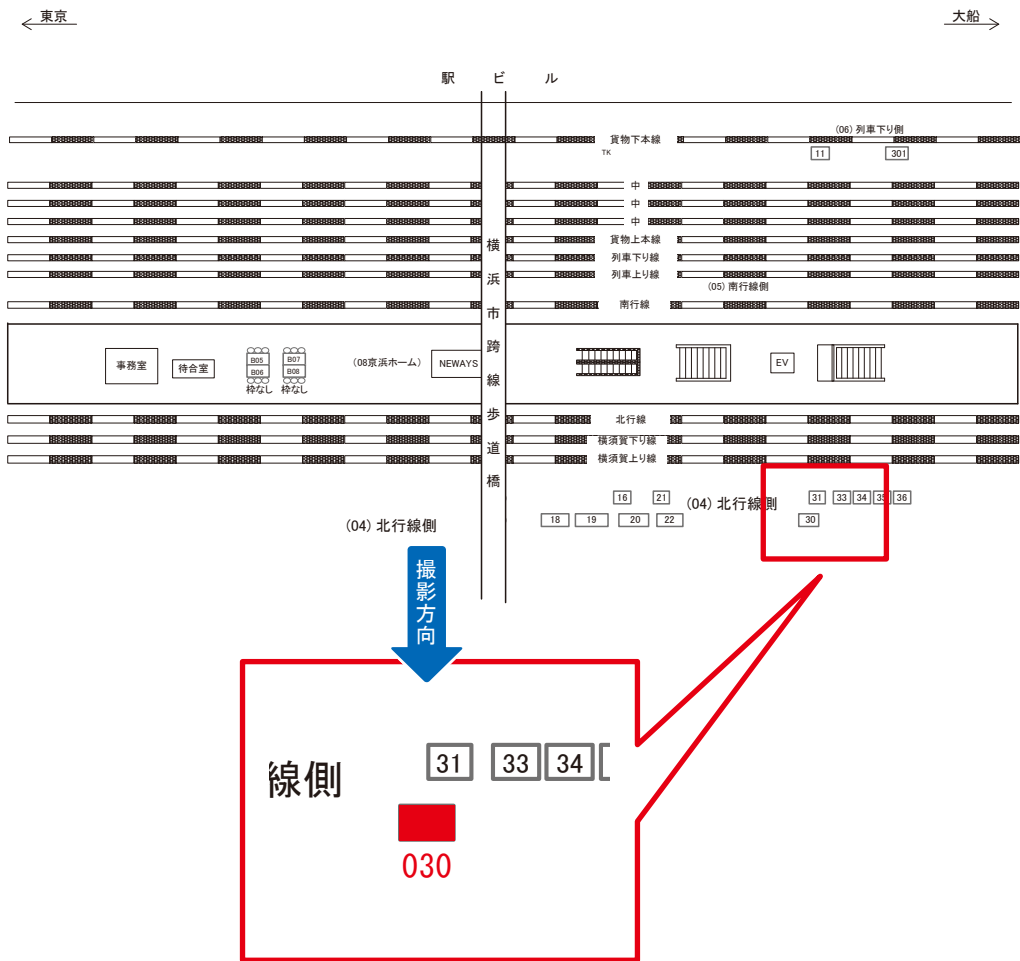 東京
大船
駅ビル
(06) 列車下り側
貨物下本線
TK
11
301
中
中
中
貨物上本線
列車下り線
列車上り線
(05) 南行線側
南行線
横浜市跨線歩道橋
事務室
待合室
B05
B06
枠なし
B07
B08
枠なし
(08京浜ホーム)
NEWAYS
EV
北行線
横須賀下り線
横須賀上り線
16
21
(04) 北行線側
31
33
34
35
36
18
19
20
22
30
(04) 北行線側
撮影方向
線側
31
33
34
030